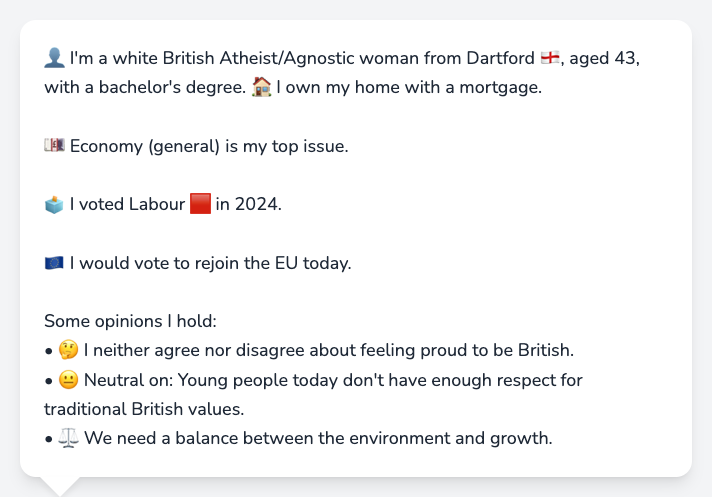 👤 I'm a white British Atheist/Agnostic woman from Dartford 🏴󠁧󠁢󠁥󠁮󠁧󠁿, aged 43,
with a bachelor's degree. 🏠 I own my home with a mortgage.
💷 Economy (general) is my top issue.
🗳️ I voted Labour 🟥 in 2024.
🇪🇺 I would vote to rejoin the EU today.
Some opinions I hold:
• 🤔 I neither agree nor disagree about feeling proud to be British.
• 😐 Neutral on: Young people today don't have enough respect for
traditional British values.
• ⚖️ We need a balance between the environment and growth.